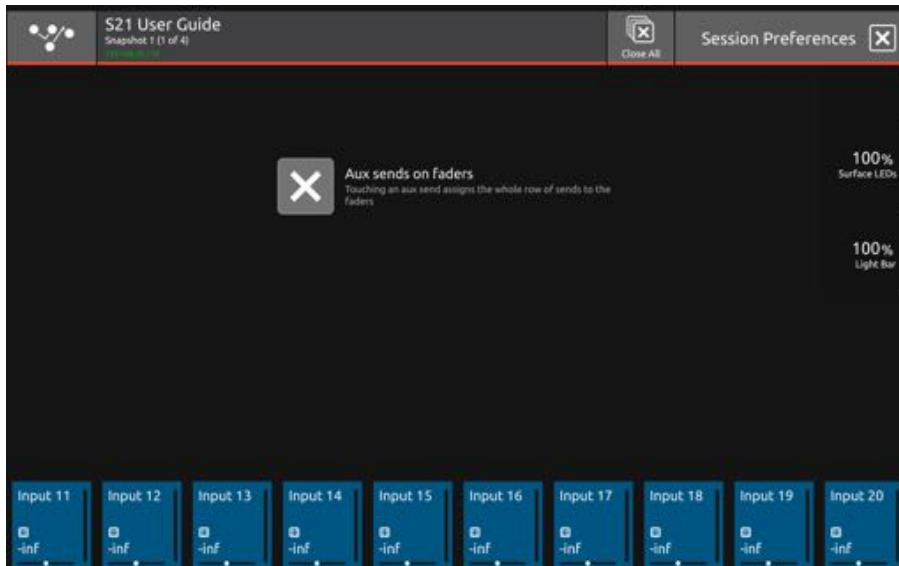 S21 User Guide
Snapshot 1 (1 of 4)
Close All
Session Preferences
Aux sends on faders
Touching an aux send assigns the whole row of sends to the
faders
100%
Surface LEDs
100%
Light Bar
Input 11
Input 12
Input 13
Input 14
Input 15
Input 16
Input 17
Input 18
Input 19
Input 20
-inf
-inf
-inf
-inf
-inf
-inf
-inf
-inf
-inf
-inf